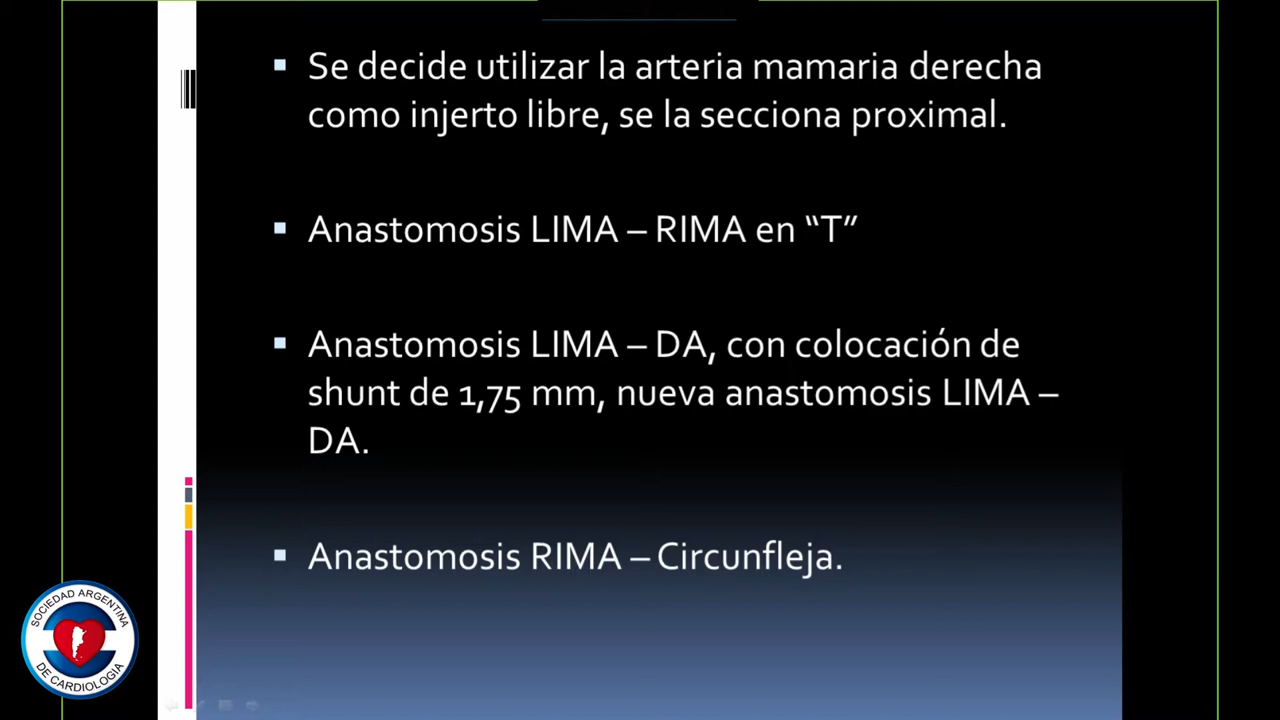 Se decide utilizar la arteria mamaria derecha
como injerto libre, se la secciona proximal.
Anastomosis LIMA – RIMA en “T”
Anastomosis LIMA – DA, con colocación de
shunt de 1,75 mm, nueva anastomosis LIMA –
DA.
Anastomosis RIMA – Circunfleja.
SOCIEDAD ARGENTINA
DE CARDIOLOGIA